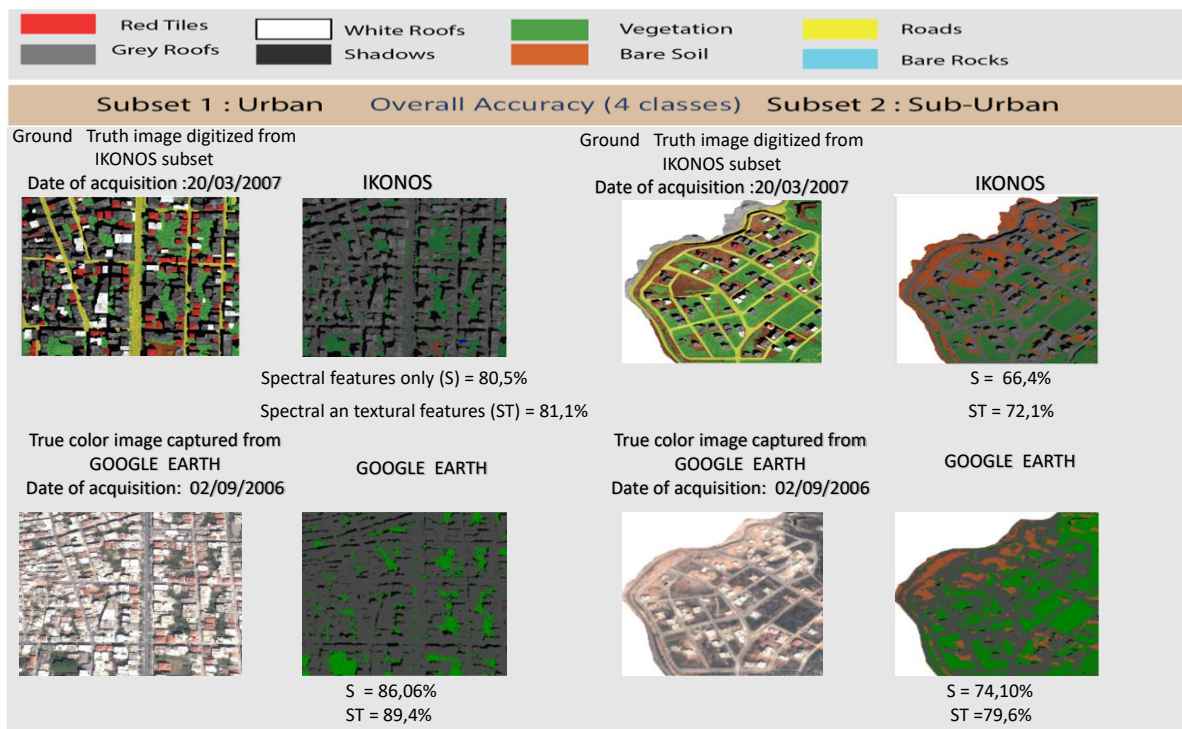 Red Tiles
White Roofs
Vegetation
Roads
Grey Roofs
Shadows
Bare Soil
Bare Rocks
Subset 1 : Urban Overall Accuracy (4 classes) Subset 2 : Sub-Urban
Ground Truth image digitized from
IKONOS subset
Date of acquisition :20/03/2007
IKONOS
Spectral features only (S) = 80,5%
Spectral an textural features (ST) = 81,1%
Ground Truth image digitized from
IKONOS subset
Date of acquisition :20/03/2007
IKONOS
S = 66,4%
ST = 72,1%
True color image captured from
GOOGLE EARTH
Date of acquisition: 02/09/2006
GOOGLE EARTH
S = 86,06%
ST = 89,4%
True color image captured from
GOOGLE EARTH
Date of acquisition: 02/09/2006
GOOGLE EARTH
S = 74,10%
ST =79,6%